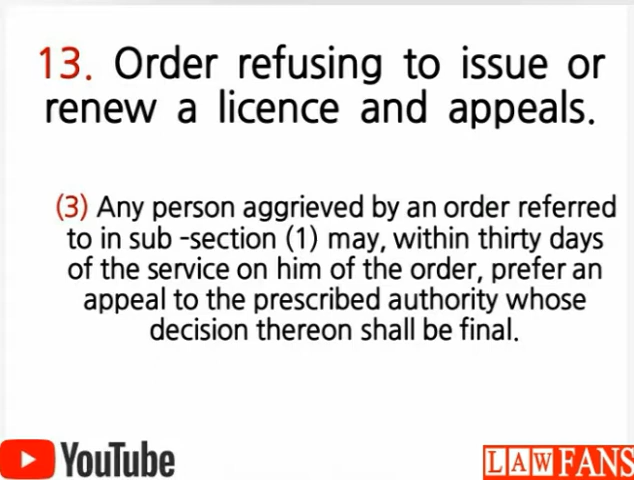 13. Order refusing to issue or
renew a licence and appeals.
(3) Any person aggrieved by an order referred
to in sub -section (1) may, within thirty days
of the service on him of the order, prefer an
appeal to the prescribed authority whose
decision thereon shall be final.
YouTube
LAWFANS